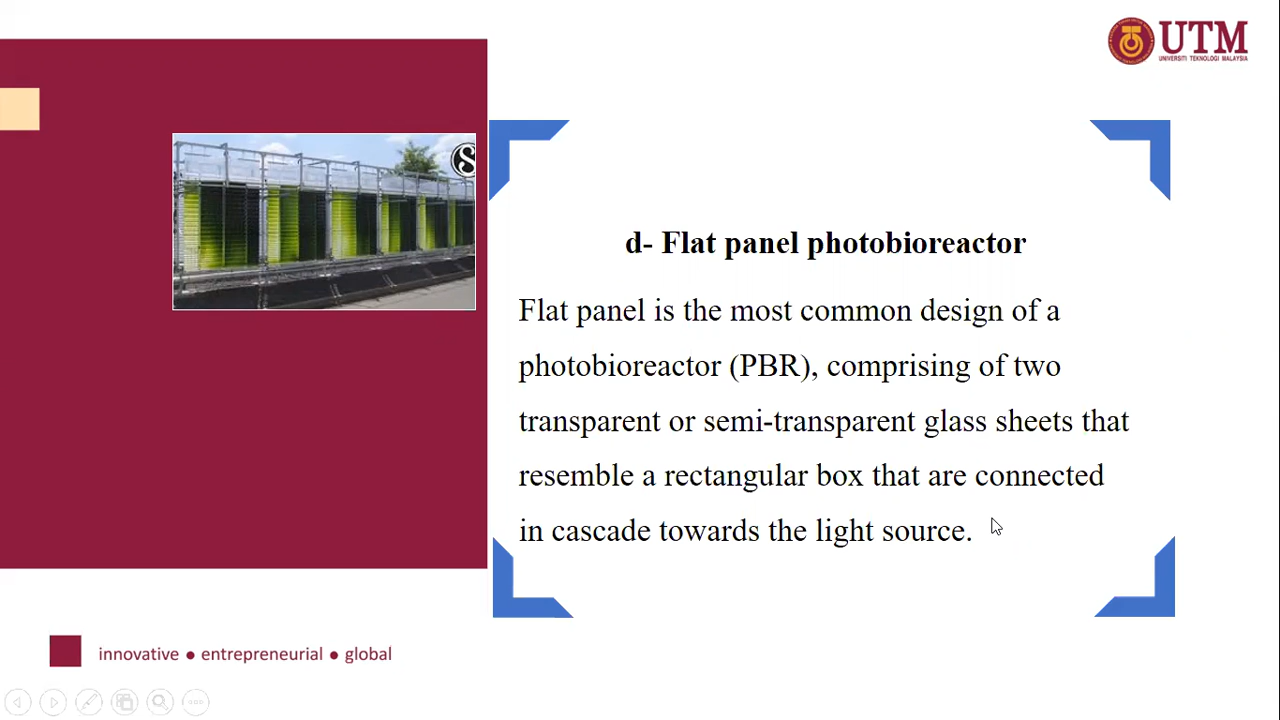 UTM
UNIVERSITI TEKNOLOGI MALAYSIA
S
d- Flat panel photobioreactor
Flat panel is the most common design of a
photobioreactor (PBR), comprising of two
transparent or semi-transparent glass sheets that
resemble a rectangular box that are connected
in cascade towards the light source.
innovative ● entrepreneurial ● global